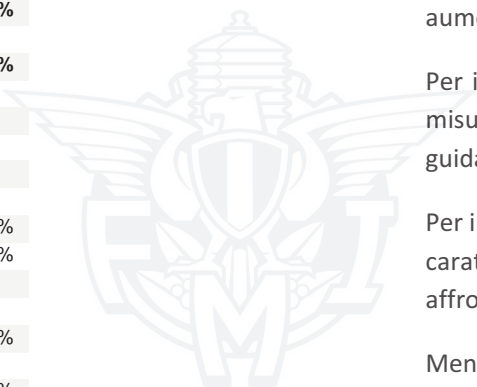 %
%
%
%
%
%
F M I
aume
Per i
misu
guida
Per i
carat
affro
Men